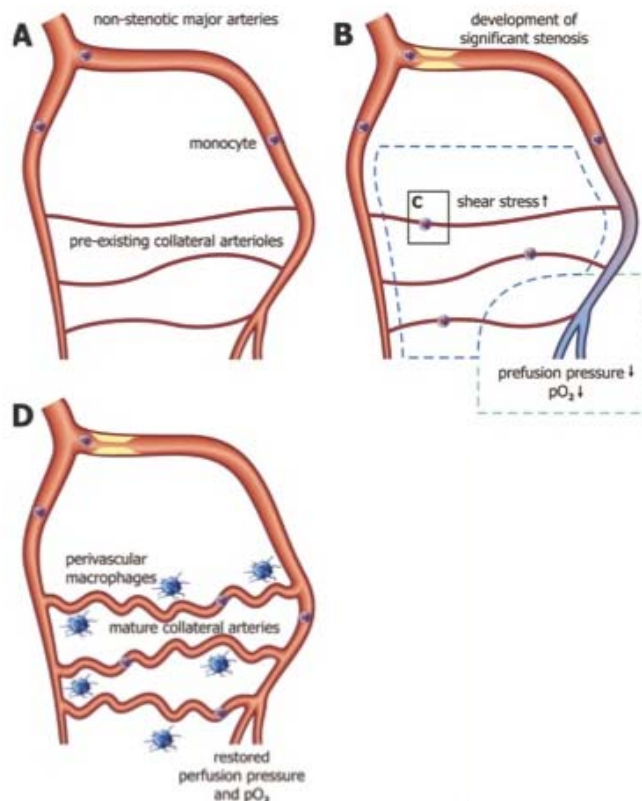 A
non-stenotic major arteries
monocyte
pre-existing collateral arterioles
B
development of
significant stenosis
C
shear stress↑
prefusion pressure↓
pO₂↓
D
perivascular
macrophages
mature collateral arteries
restored
perfusion pressure
and pO₂